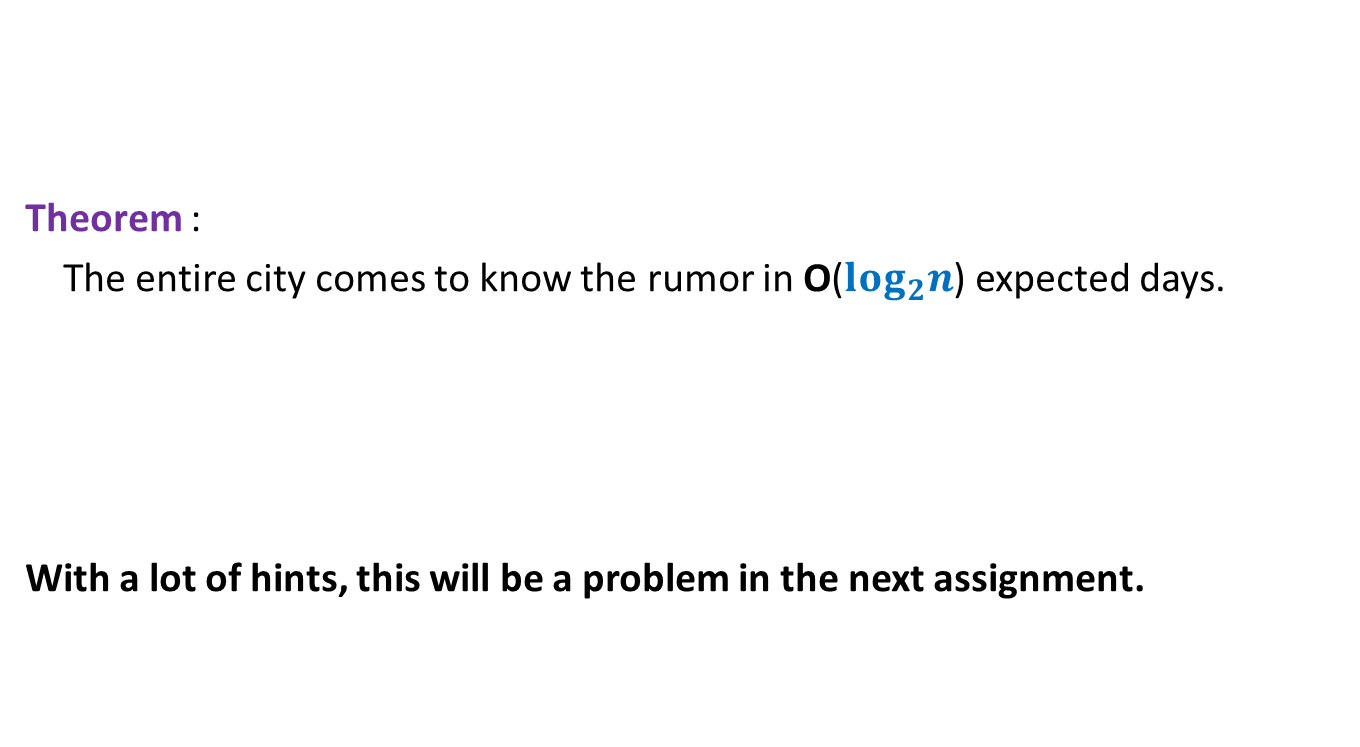 Theorem :
The entire city comes to know the rumor in O(log₂n) expected days.
With a lot of hints, this will be a problem in the next assignment.